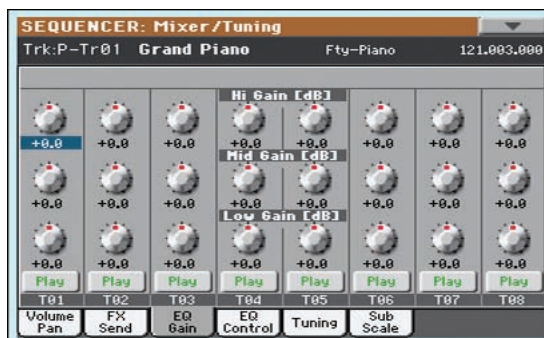 SEQUENCER: Mixer/Tuning
Trk:P-Tr01 Grand Piano Fty-Piano 121.003.000
Hi Gain [dB]
+0.0 +0.0 +0.0 +0.0 +0.0 +0.0 +0.0 +0.0
Mid Gain [dB]
+0.0 +0.0 +0.0 +0.0 +0.0 +0.0 +0.0 +0.0
Low Gain [dB]
+0.0 +0.0 +0.0 +0.0 +0.0 +0.0 +0.0 +0.0
Play Play Play Play Play Play Play Play
T01 T02 T03 T04 T05 T06 T07 T08
Volume Pan FX Send EQ Gain EQ Control Tuning Sub Scale